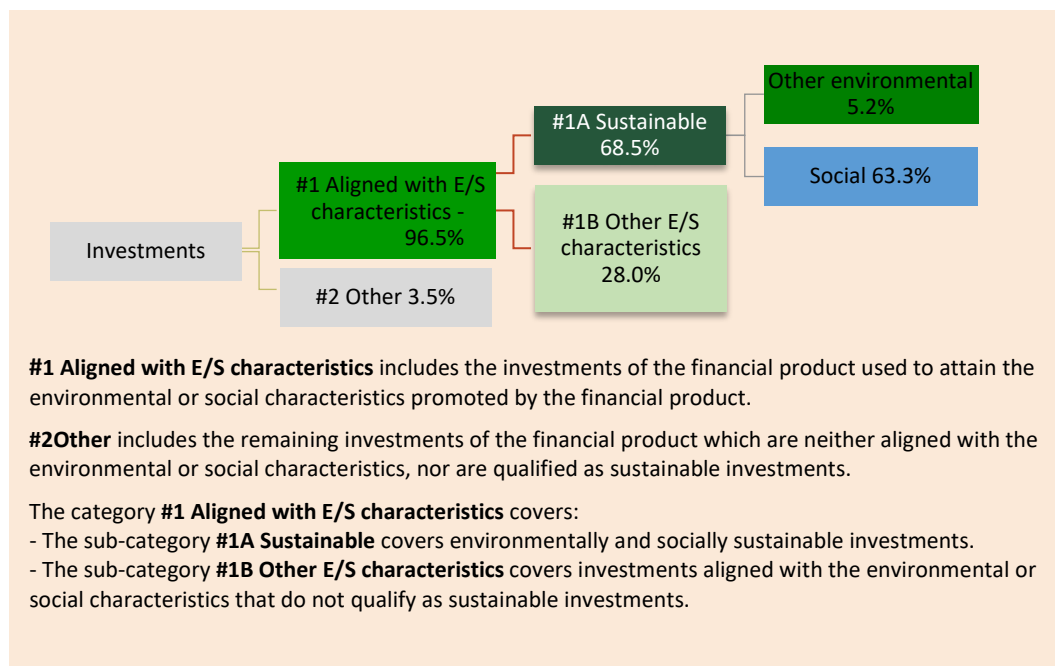 Other environmental
5.2%
#1A Sustainable
68.5%
Social 63.3%
#1 Aligned with E/S
characteristics -
96.5%
#1B Other E/S
characteristics
28.0%
Investments
#2 Other 3.5%
#1 Aligned with E/S characteristics includes the investments of the financial product used to attain the
environmental or social characteristics promoted by the financial product.
#2Other includes the remaining investments of the financial product which are neither aligned with the
environmental or social characteristics, nor are qualified as sustainable investments.
The category #1 Aligned with E/S characteristics covers:
- The sub-category #1A Sustainable covers environmentally and socially sustainable investments.
- The sub-category #1B Other E/S characteristics covers investments aligned with the environmental or
social characteristics that do not qualify as sustainable investments.